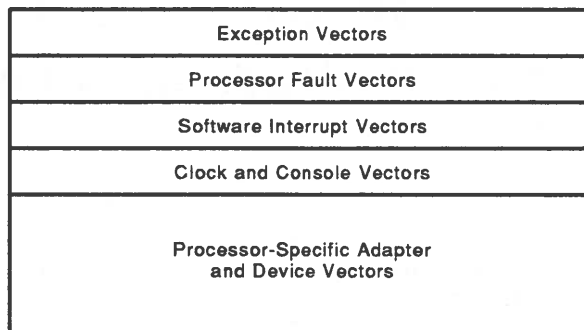 Exception Vectors
Processor Fault Vectors
Software Interrupt Vectors
Clock and Console Vectors
Processor-Specific Adapter
and Device Vectors